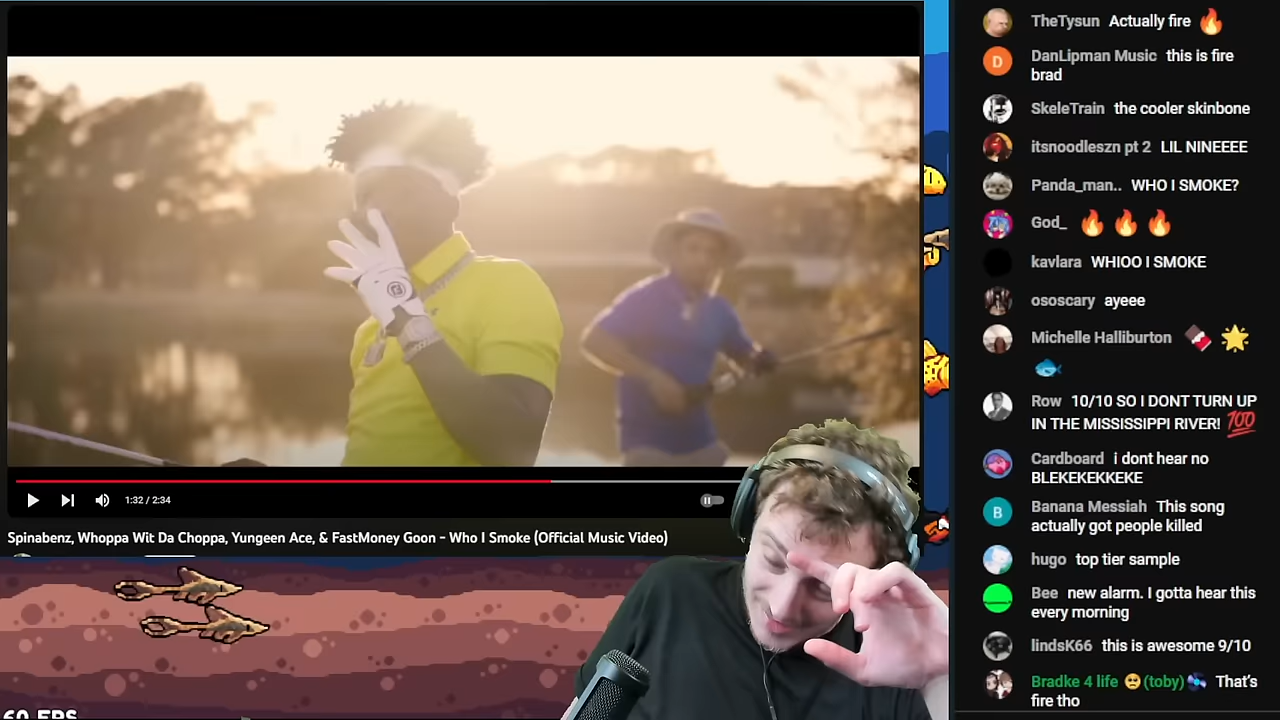 1:32 / 2:34
Spinabenz, Whoppa Wit Da Choppa, Yungeen Ace, & FastMoney Goon - Who I Smoke (Official Music Video)
60 FPS
TheTysun Actually fire 🔥
D
DanLipman Music this is fire
brad
SkeleTrain the cooler skinbone
itsnoodleszn pt 2 LIL NINEEEE
Panda_man.. WHO I SMOKE?
God_ 🔥 🔥 🔥
kavlara WHIOO I SMOKE
ososcary ayeee
Michelle Halliburton 🍫 🌟
🐟
Row 10/10 SO I DONT TURN UP
IN THE MISSISSIPPI RIVER! 💯
Cardboard i dont hear no
BLEKEKEKKEKE
B
Banana Messiah This song
actually got people killed
hugo top tier sample
Bee new alarm. I gotta hear this
every morning
lindsK66 this is awesome 9/10
Bradke 4 life 🥺(toby) That's
fire tho